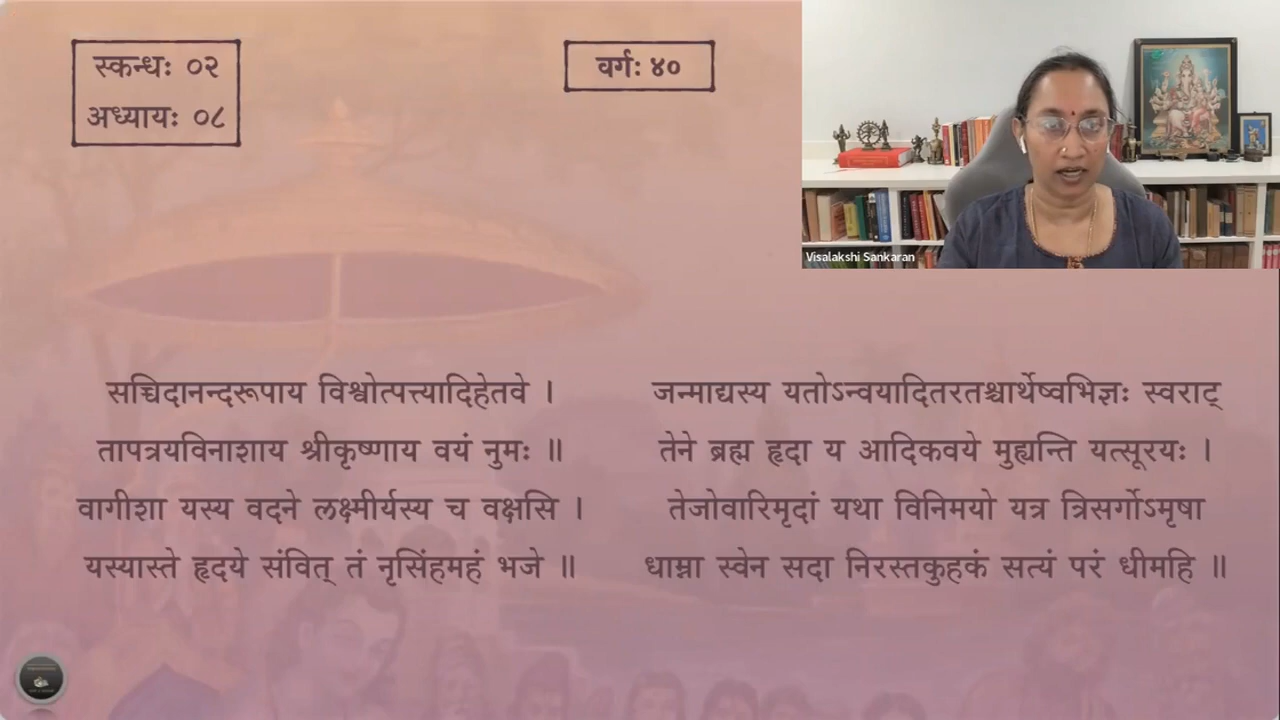 स्कन्धः ०२
अध्यायः ०८
वर्गः ४०
Visalakshi Sankaran
सच्चिदानन्दरूपाय विश्वोत्पत्त्यादिहेतवे ।
तापत्रयविनाशाय श्रीकृष्णाय वयं नुमः ॥
वागीशा यस्य वदने लक्ष्मीर्यस्य च वक्षसि ।
यस्यास्ते हृदये संवित् तं नृसिंहमहं भजे ॥
जन्माद्यस्य यतोऽन्वयादितरतश्चार्थेष्वभिज्ञः स्वराट्
तेने ब्रह्म हृदा य आदिकवये मुह्यन्ति यत्सूरयः ।
तेजोवारिमृदां यथा विनिमयो यत्र त्रिसर्गोऽमृषा
धाम्ना स्वेन सदा निरस्तकुहकं सत्यं परं धीमहि ॥